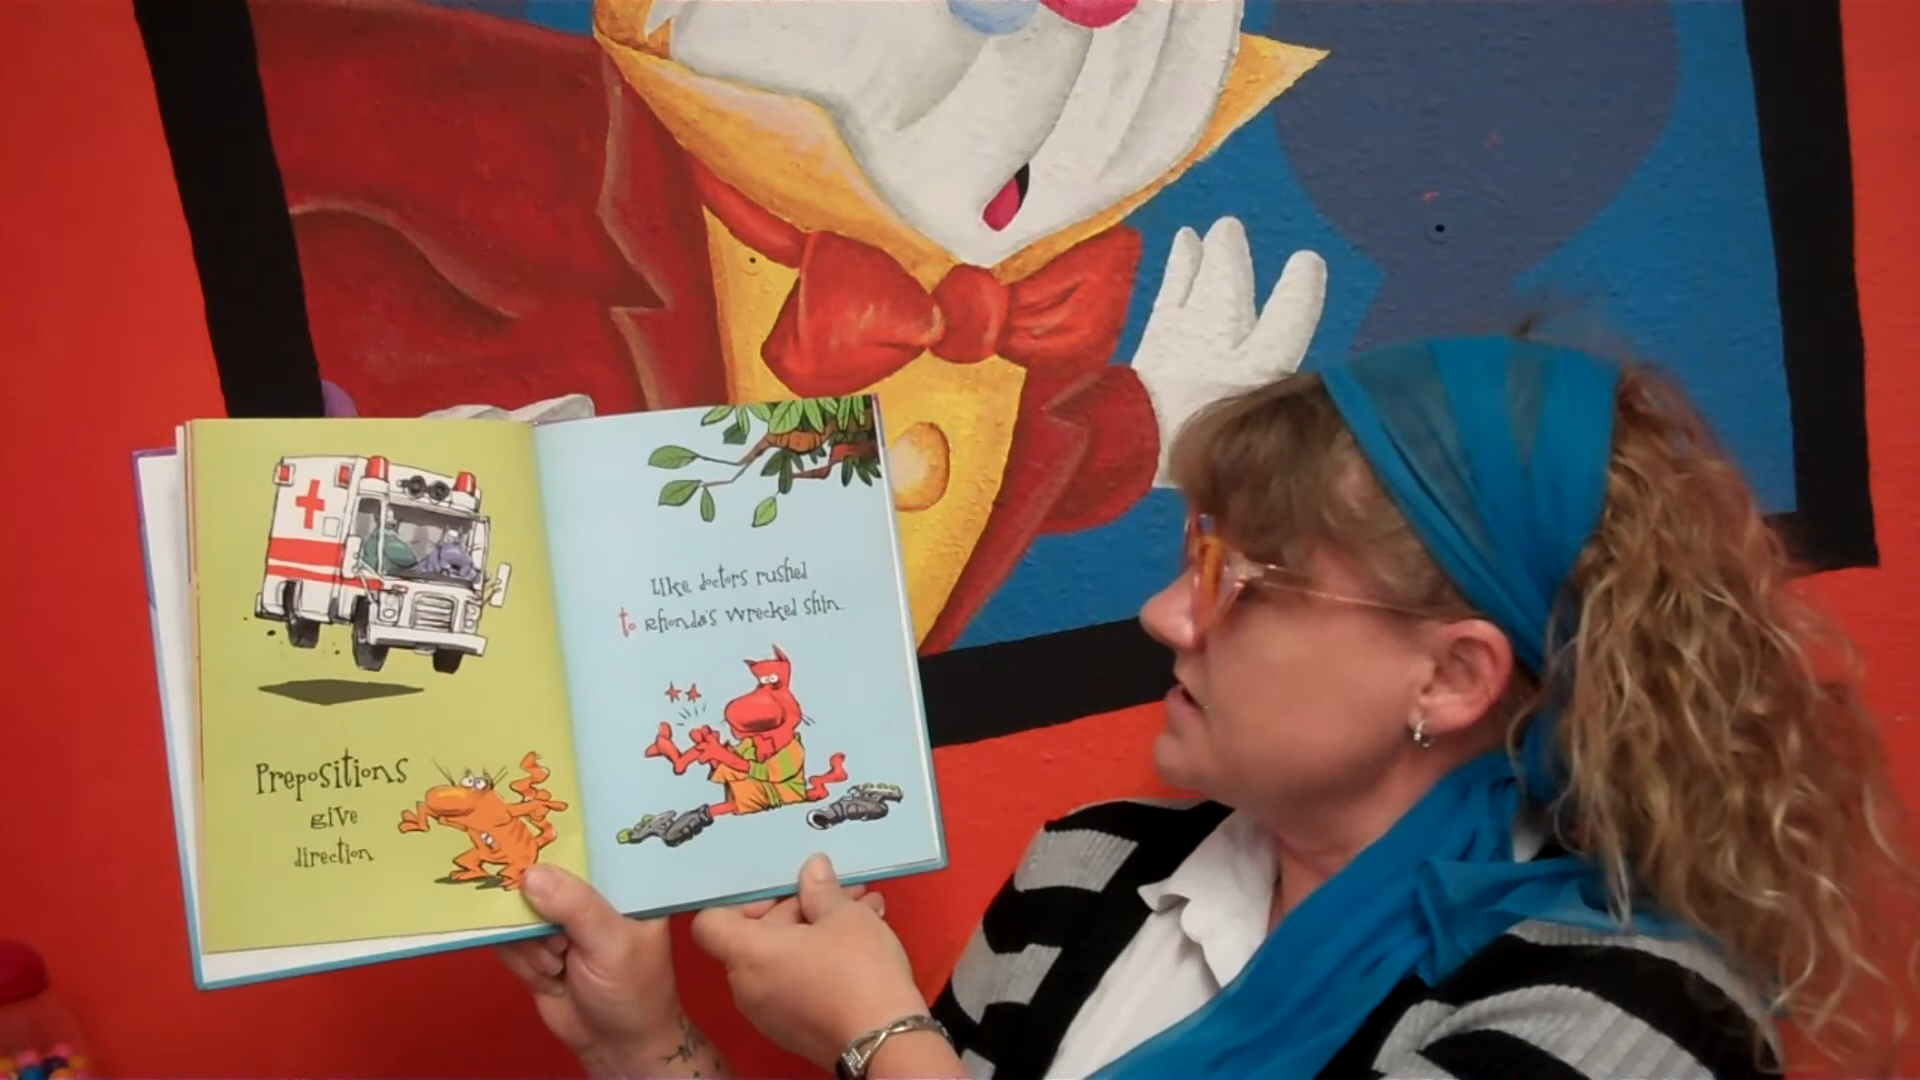 Prepositions
give
direction
Like doctors rushed
to Rhonda's wrecked shin.